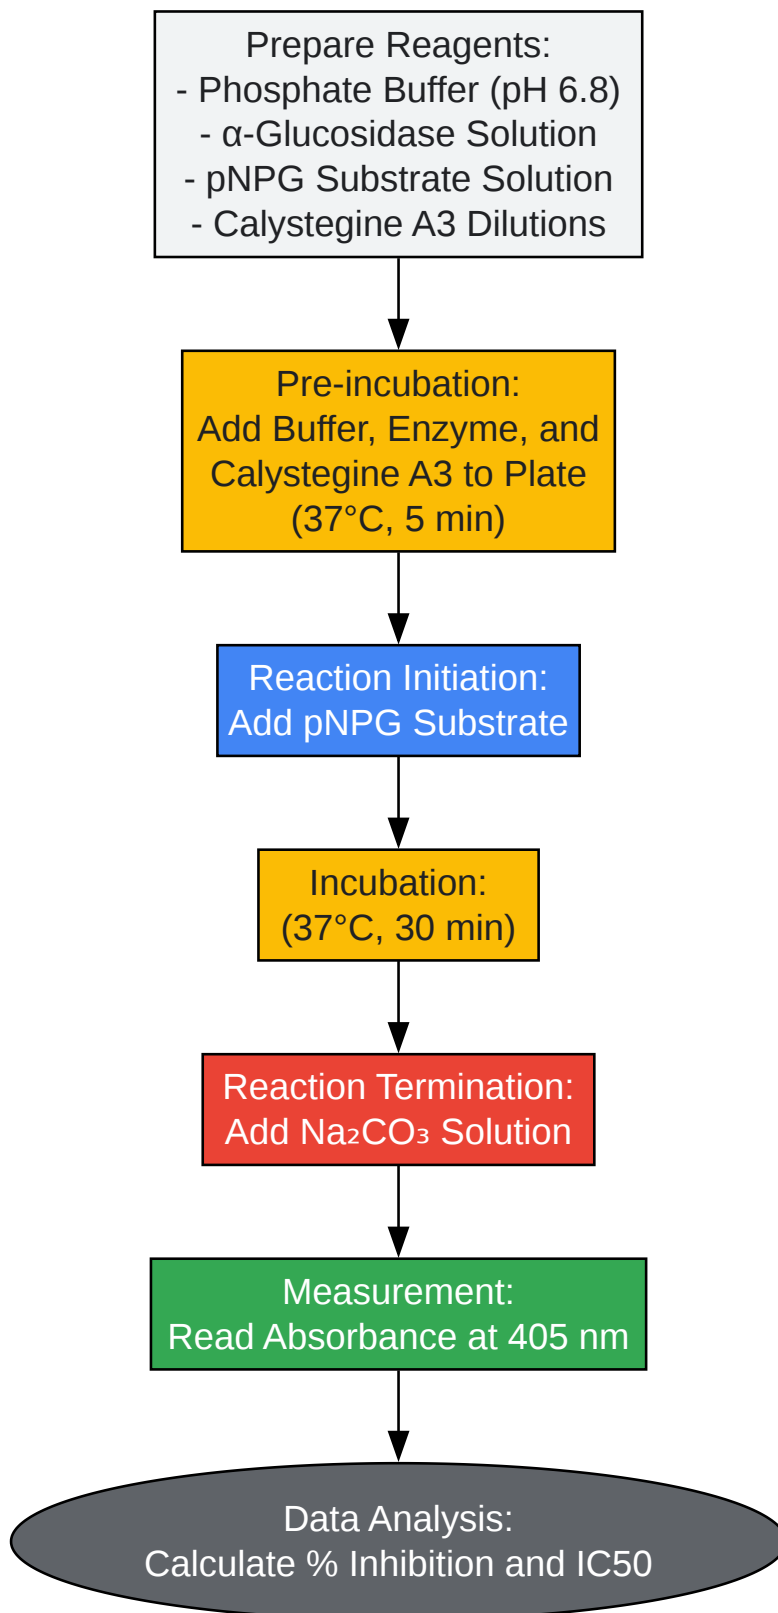 Prepare Reagents:
- Phosphate Buffer (pH 6.8)
- α-Glucosidase Solution
- pNPG Substrate Solution
- Calystegine A3 Dilutions
Pre-incubation:
Add Buffer, Enzyme, and
Calystegine A3 to Plate
(37°C, 5 min)
Reaction Initiation:
Add pNPG Substrate
Incubation:
(37°C, 30 min)
Reaction Termination:
Add Na₂CO₃ Solution
Measurement:
Read Absorbance at 405 nm
Data Analysis:
Calculate % Inhibition and IC50